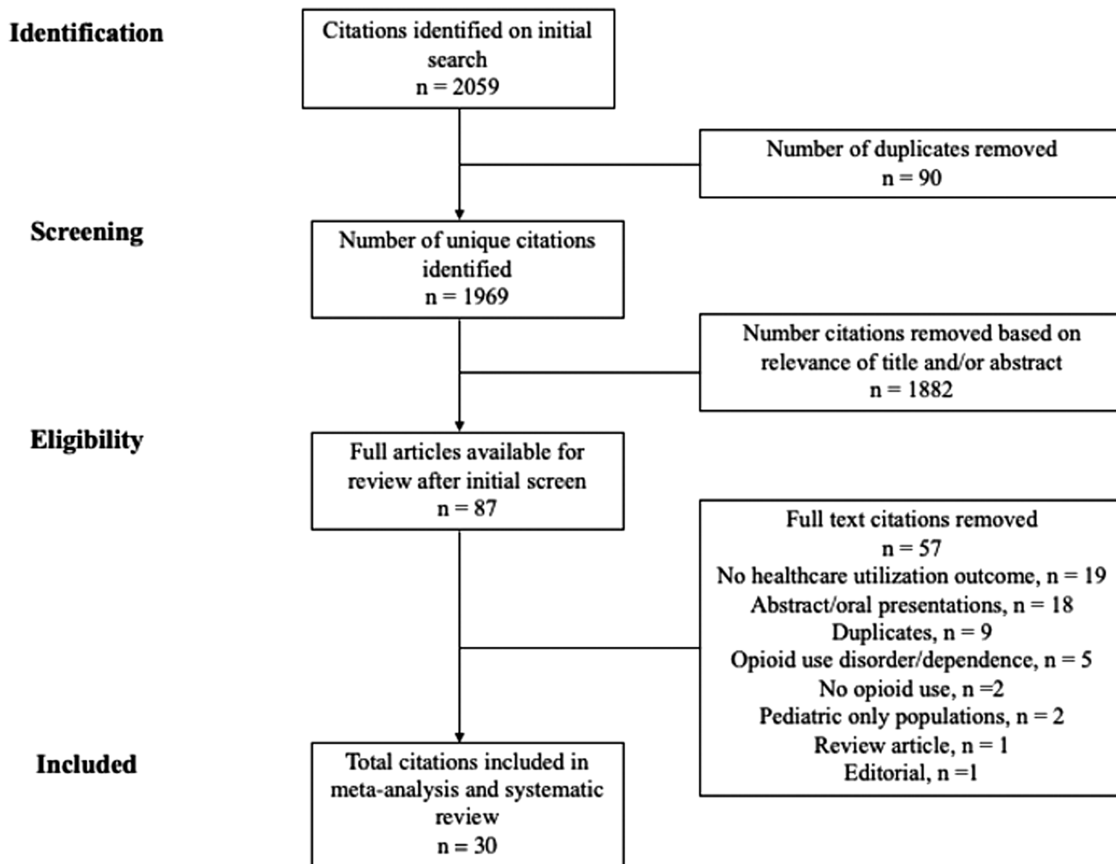 Identification
Citations identified on initial
search
n = 2059
Number of duplicates removed
n = 90
Screening
Number of unique citations
identified
n = 1969
Number citations removed based on
relevance of title and/or abstract
n = 1882
Eligibility
Full articles available for
review after initial screen
n = 87
Full text citations removed
n = 57
No healthcare utilization outcome, n = 19
Abstract/oral presentations, n = 18
Duplicates, n = 9
Opioid use disorder/dependence, n = 5
No opioid use, n =2
Pediatric only populations, n = 2
Review article, n = 1
Editorial, n =1
Included
Total citations included in
meta-analysis and systematic
review
n = 30